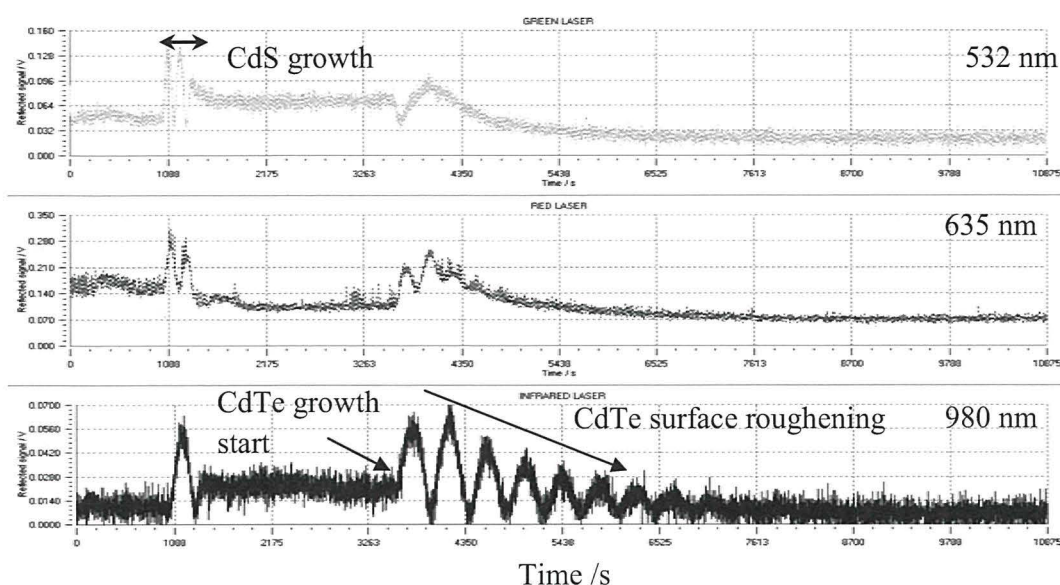 GREEN LASER
CdS growth
532 nm
Reflected signal / V
0.160
0.128
0.096
0.064
0.032
0.000
0 1088 2175 3263 4350 5438 6525 7613 8700 9788 10875
Time / s
RED LASER
635 nm
Reflected signal / V
0.350
0.280
0.210
0.140
0.070
0.000
0 1088 2175 3263 4350 5438 6525 7613 8700 9788 10875
Time / s
INFRARED LASER
CdTe growth
start
CdTe surface roughening
980 nm
Reflected signal / V
0.0700
0.0560
0.0420
0.0280
0.0140
0.0000
0 1088 2175 3263 4350 5438 6525 7613 8700 9788 10875
Time /s